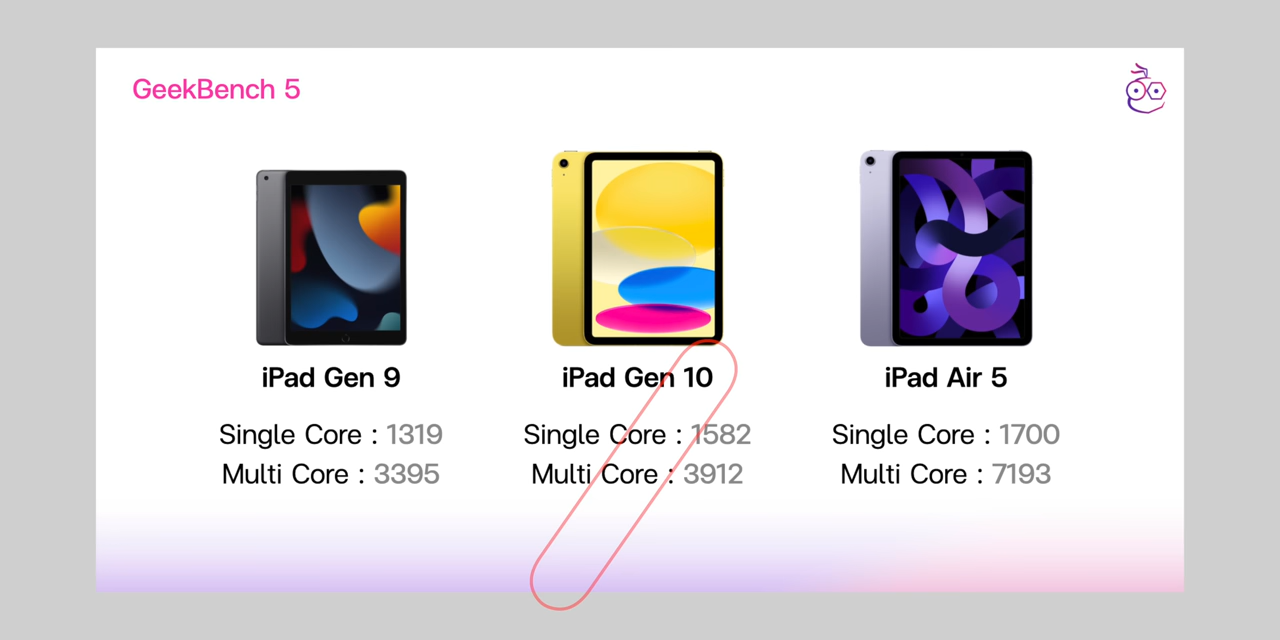 GeekBench 5
iPad Gen 9
Single Core : 1319
Multi Core : 3395
iPad Gen 10
Single Core : 1582
Multi Core : 3912
iPad Air 5
Single Core : 1700
Multi Core : 7193